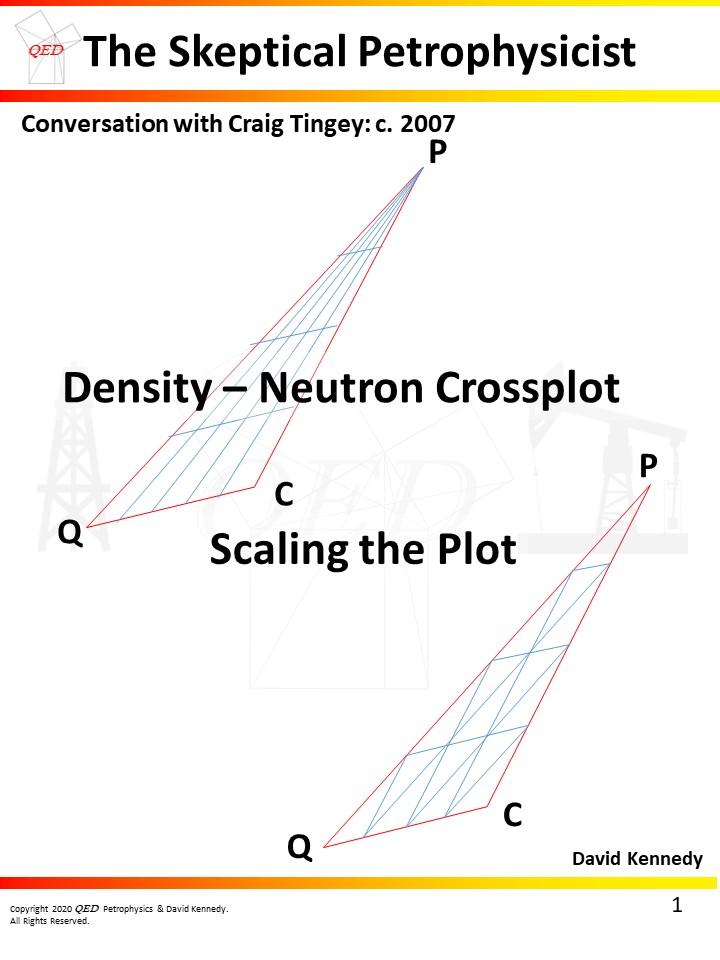 QED
The Skeptical Petrophysicist
Conversation with Craig Tingey: c. 2007
P
Density – Neutron Crossplot
QED
P
C
Q
Scaling the Plot
C
Q
David Kennedy
Copyright 2020 QED Petrophysics & David Kennedy.
All Rights Reserved.
1